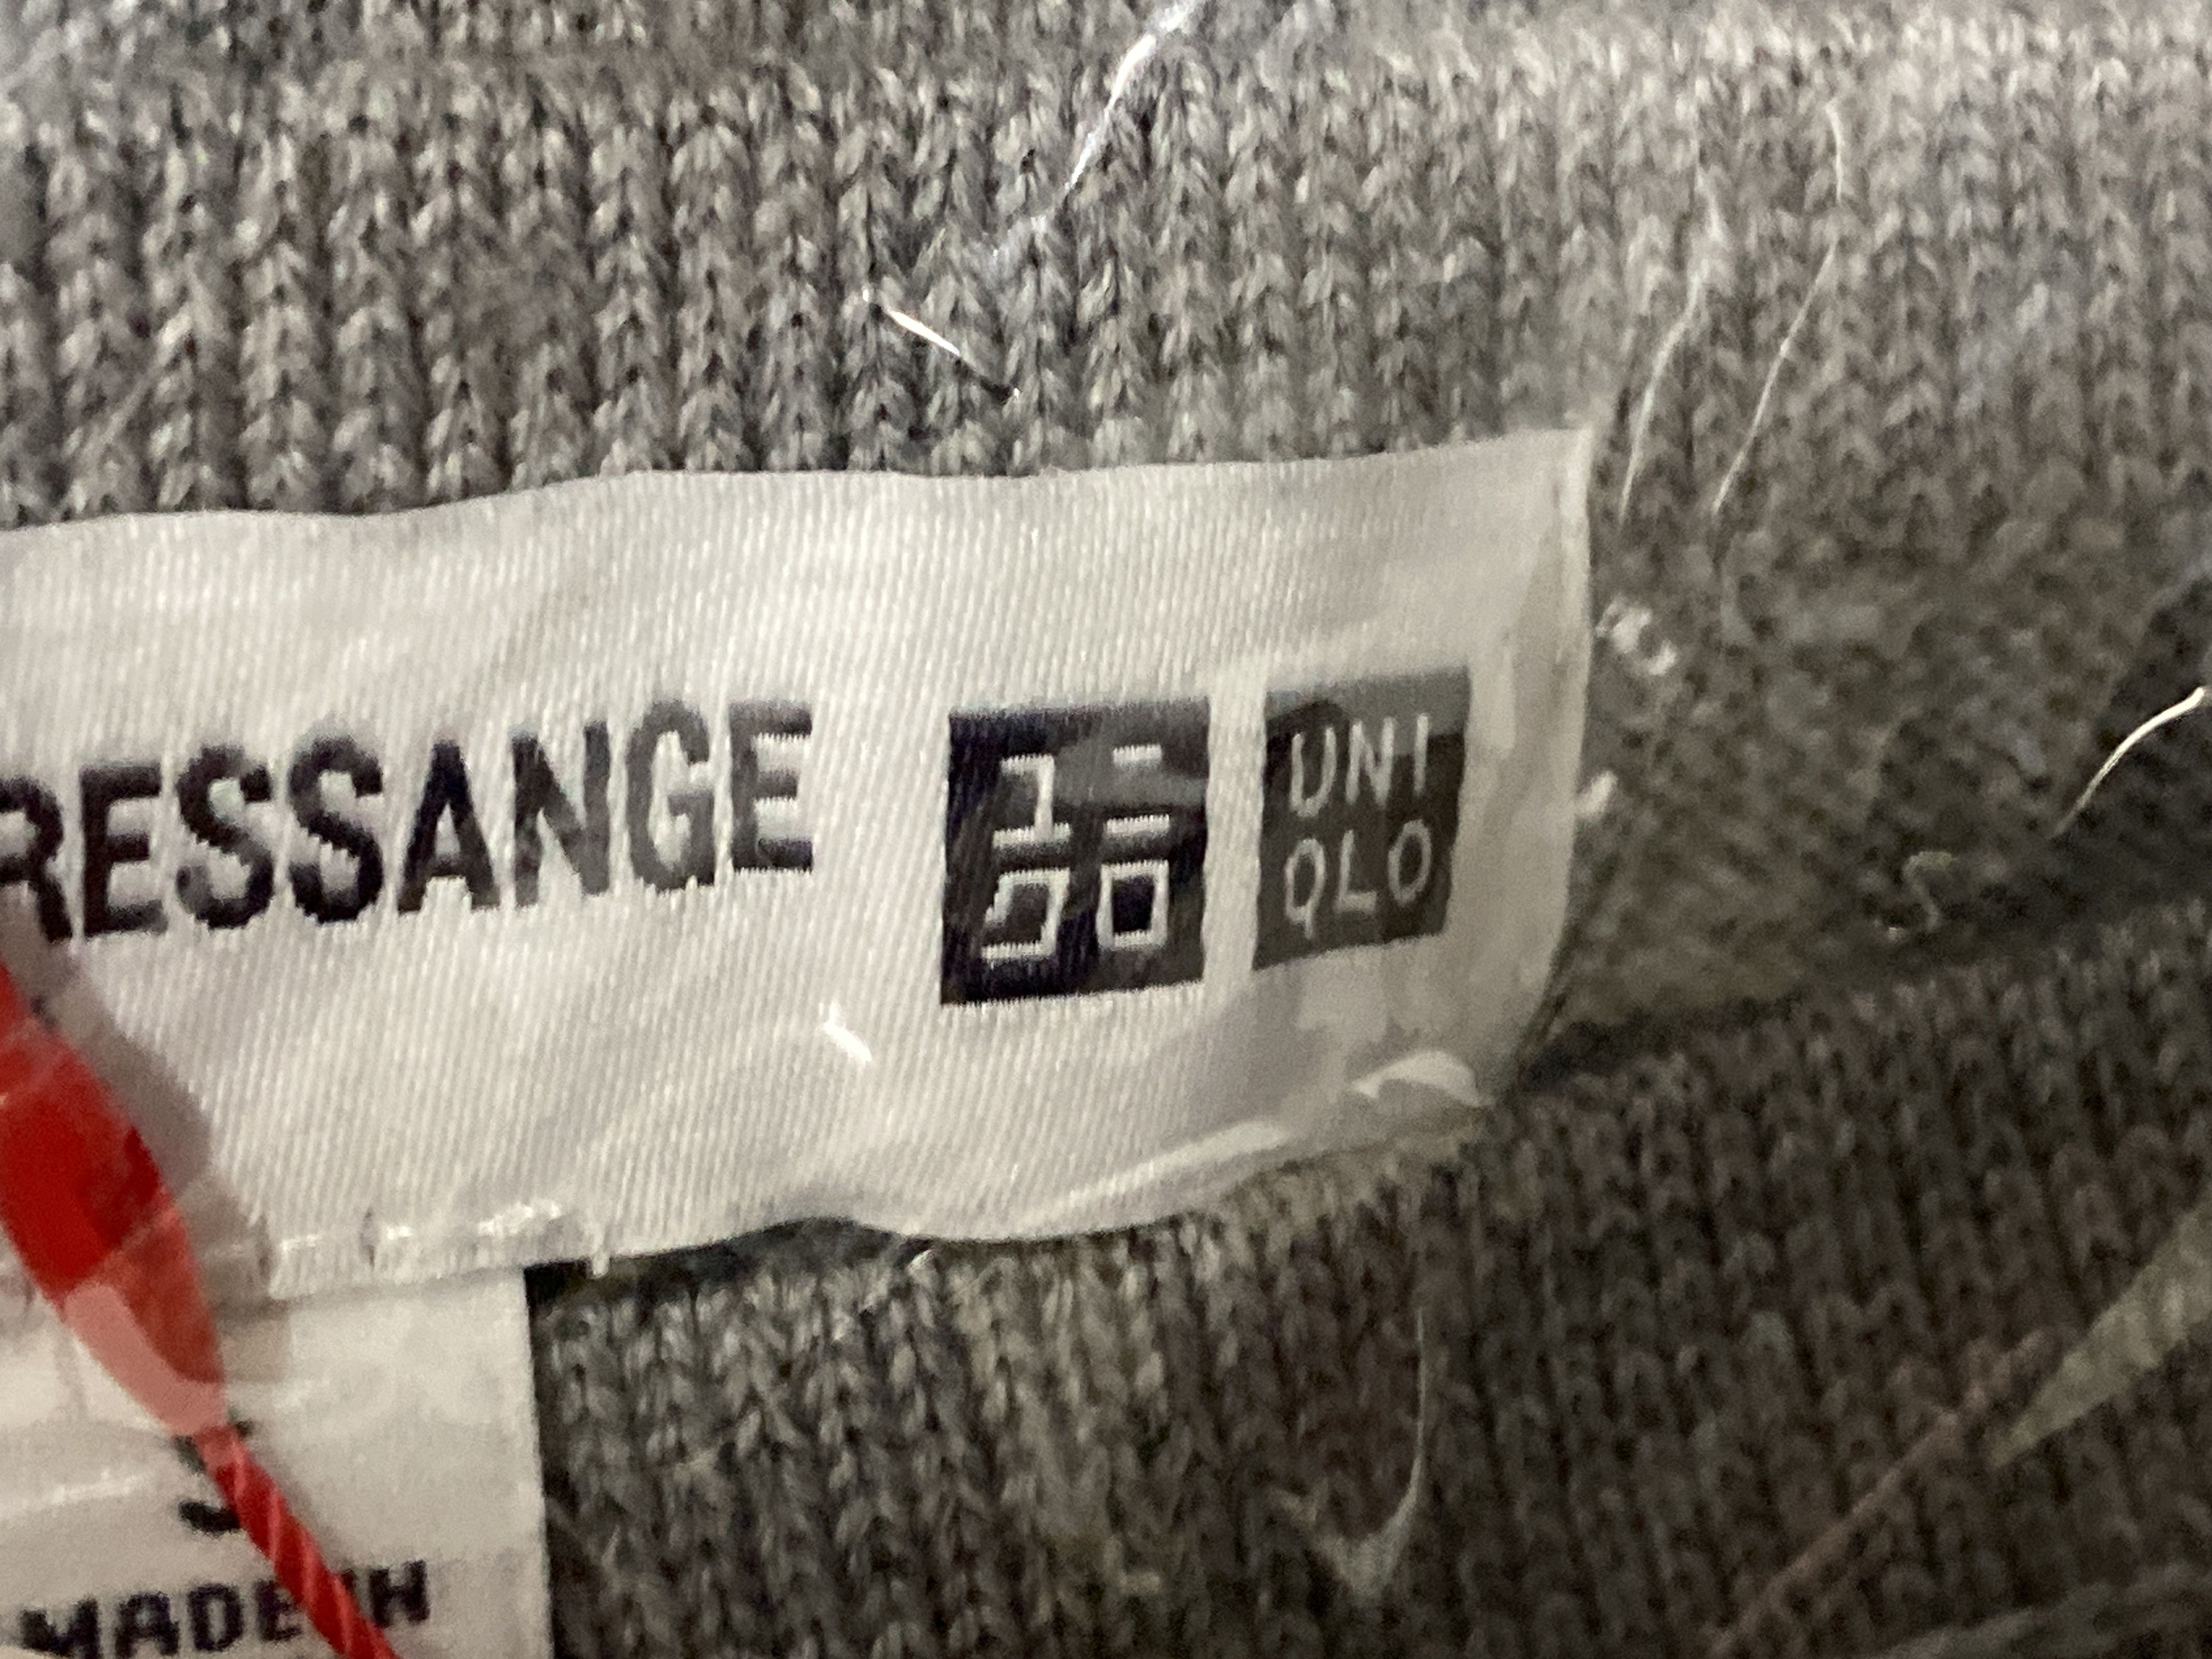 RESSANGE
ユニ
クロ
UNI
QLO
MADE IN